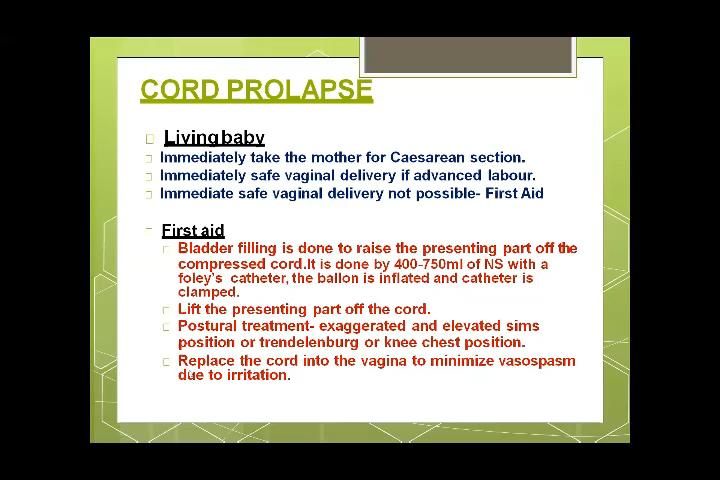 CORD PROLAPSE
Living baby
Immediately take the mother for Caesarean section.
Immediately safe vaginal delivery if advanced labour.
Immediate safe vaginal delivery not possible- First Aid
First aid
Bladder filling is done to raise the presenting part off the
compressed cord.It is done by 400-750ml of NS with a
foley's catheter, the ballon is inflated and catheter is
clamped.
Lift the presenting part off the cord.
Postural treatment- exaggerated and elevated sims
position or trendelenburg or knee chest position.
Replace the cord into the vagina to minimize vasospasm
due to irritation.